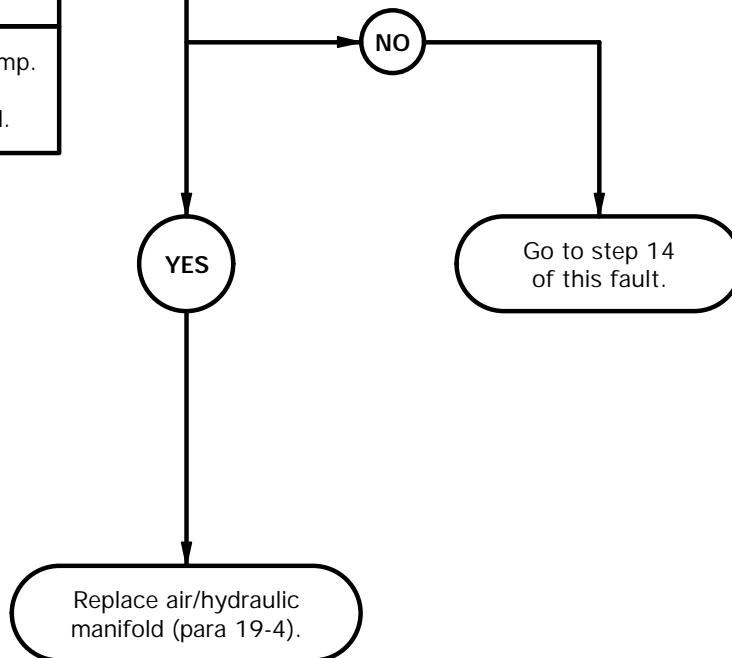 NO
YES
Go to step 14
of this fault.
Replace air/hydraulic
manifold (para 19-4).